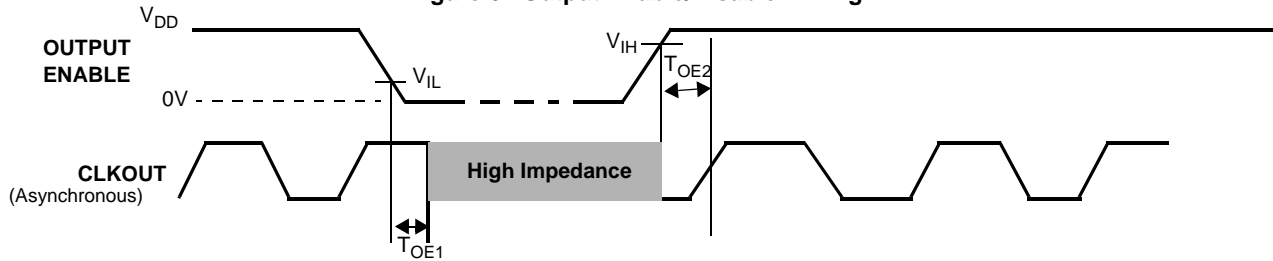 V_DD
OUTPUT
ENABLE
V_IH
T_OE2
V_IL
0V
CLKOUT
High Impedance
(Asynchronous)
T_OE1